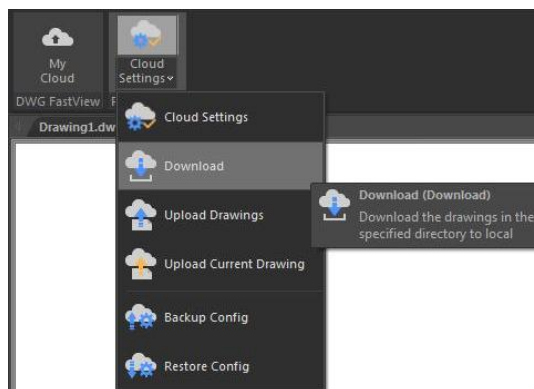 My
Cloud
Cloud
Settings
DWG FastView
Drawing1.dw
Cloud Settings
Download
Upload Drawings
Upload Current Drawing
Backup Config
Restore Config
Download (Download)
Download the drawings in the
specified directory to local